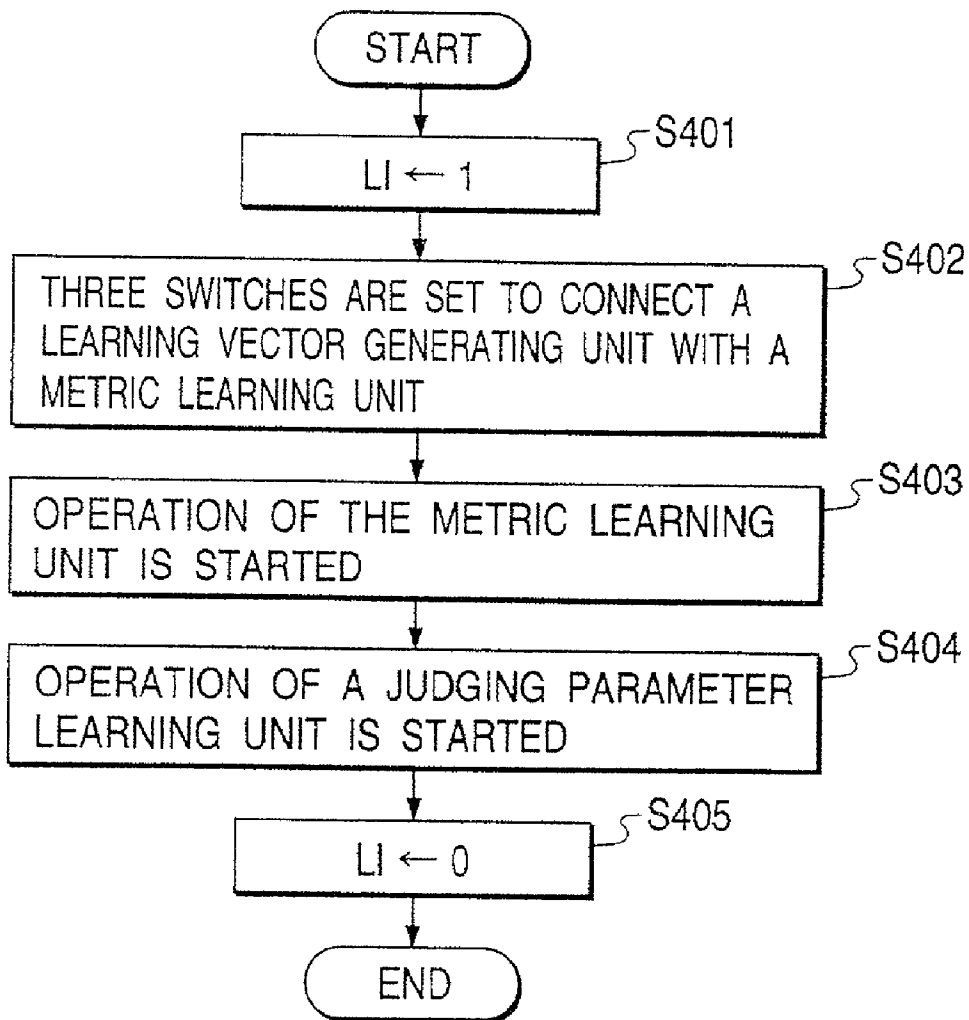 START
S401
LI ← 1
S402
THREE SWITCHES ARE SET TO CONNECT A
LEARNING VECTOR GENERATING UNIT WITH A
METRIC LEARNING UNIT
S403
OPERATION OF THE METRIC LEARNING
UNIT IS STARTED
S404
OPERATION OF A JUDGING PARAMETER
LEARNING UNIT IS STARTED
S405
LI ← 0
END